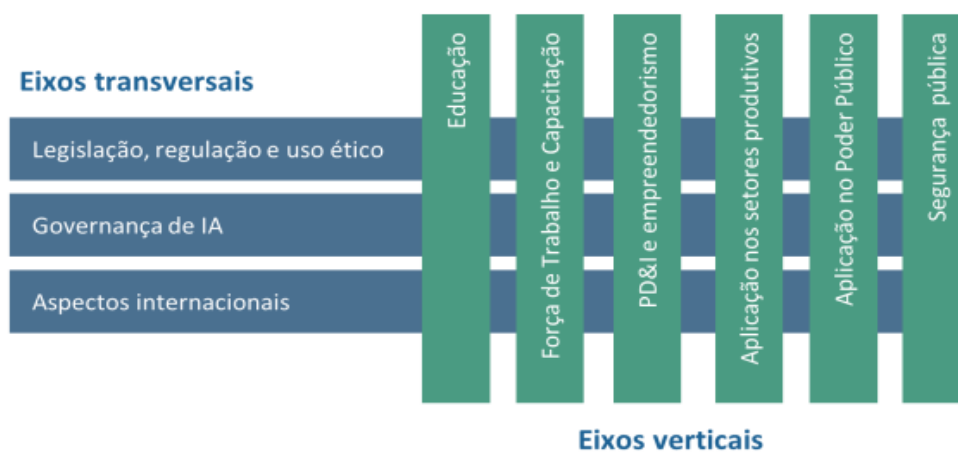 Eixos transversais
Legislação, regulação e uso ético
Governança de IA
Aspectos internacionais
Educação
Força de Trabalho e Capacitação
PD&I e empreendedorismo
Aplicação nos setores produtivos
Aplicação no Poder Público
Segurança pública
Eixos verticais